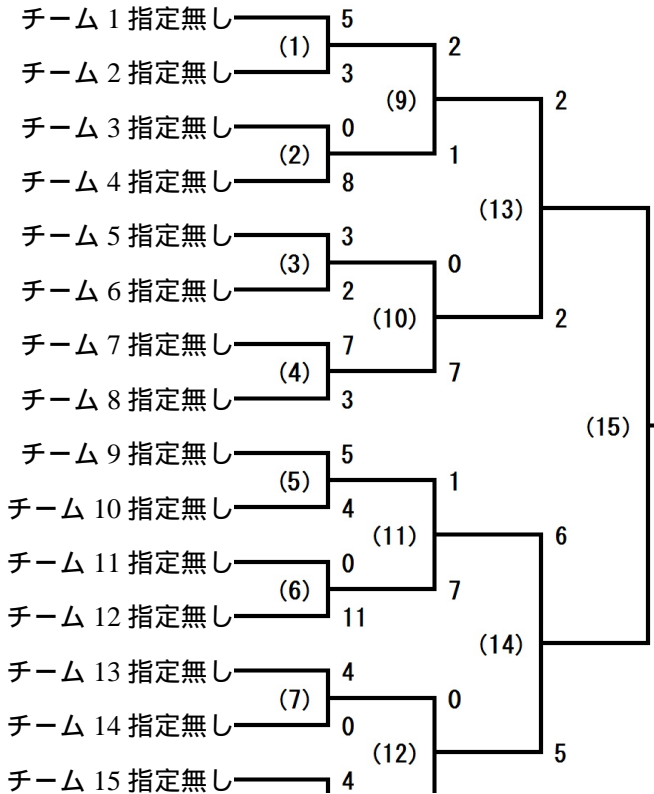 チーム 1 指定無し 5
(1) 2
チーム 2 指定無し 3
(9) 2
チーム 3 指定無し 0
(2) 1
チーム 4 指定無し 8
(13)
チーム 5 指定無し 3
(3) 0
チーム 6 指定無し 2
(10) 2
チーム 7 指定無し 7
(4) 7
チーム 8 指定無し 3
(15)
チーム 9 指定無し 5
(5) 1
チーム 10 指定無し 4
(11) 6
チーム 11 指定無し 0
(6) 7
チーム 12 指定無し 11
(14)
チーム 13 指定無し 4
(7) 0
チーム 14 指定無し 0
(12) 5
チーム 15 指定無し 4